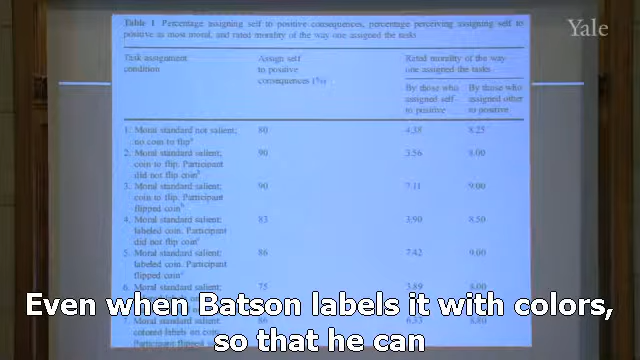 Table 1 Percentage assigning self to positive consequences, percentage perceiving assigning self to
positive as most moral, and rated morality of the way one assigned the tasks
Yale
Task assignment
condition
Assign self
to positive
consequences (%)
Rated morality of the way
one assigned the tasks
By those who
assigned self
to positive
By those who
assigned other
to positive
1. Moral standard not salient; 80 4.38 8.25
no coin to flip
2. Moral standard salient; 90 3.56 8.00
coin to flip. Participant
did not flip coin
3. Moral standard salient; 90 7.11 9.00
coin to flip. Participant
flipped coin
4. Moral standard salient; 83 3.90 8.50
labeled coin. Participant
did not flip coin
5. Moral standard salient; 86 7.42 9.00
labeled coin. Participant
flipped coin
6. Moral standard salient; 75 3.89 8.00
Even when Batson labels it with colors,
so that he can